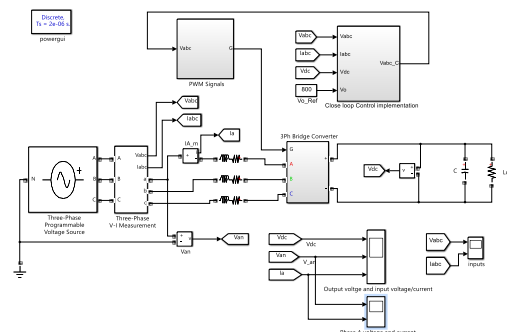 Discrete,
Ts = 2e-06 s.
powergui
Vabc
G
PWM Signals
Vabc
Iabc
Vdc
800
Vo_Ref
Vabc
Iabc
Vdc
Vo
Vabc_C
Close loop Control implementation
Vabc
Iabc
Ia
IA_m
3Ph Bridge Converter
N
A
B
C
A
B
C
Vabc
Iabc
a
b
c
G
A
B
C
Vdc
C
Three-Phase
Programmable
Voltage Source
Three-Phase
V-I Measurement
Van
Van
Vdc
Vdc
Van
V_an
Ia
Output voltge and input voltage/current
Vabc
Iabc
inputs